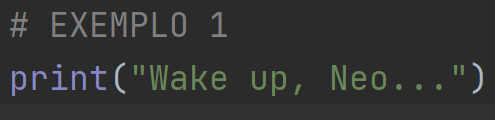 # EXEMPLO 1
print("Wake up, Neo...")